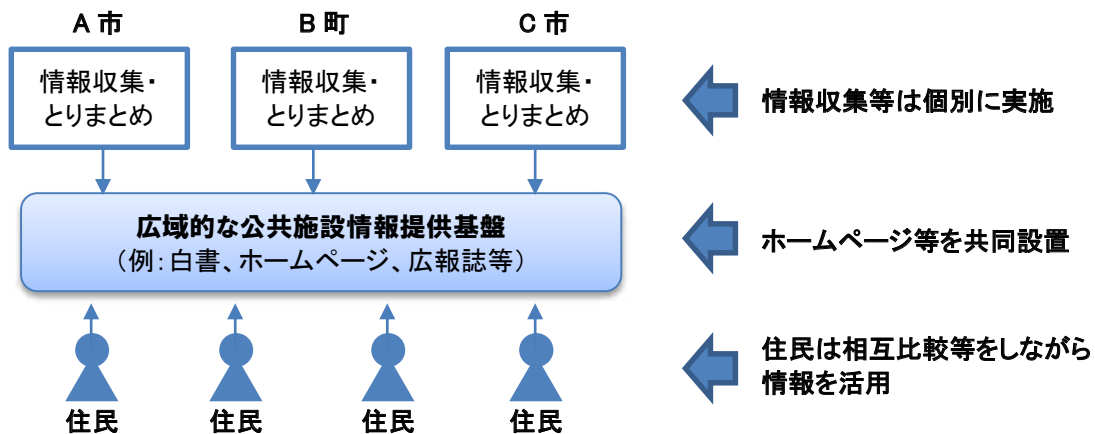 A市
B町
C市
情報収集・
とりまとめ
情報収集・
とりまとめ
情報収集・
とりまとめ
情報収集等は個別に実施
広域的な公共施設情報提供基盤
（例：白書、ホームページ、広報誌等）
ホームページ等を共同設置
住民は相互比較等をしながら
情報を活用
住民
住民
住民
住民